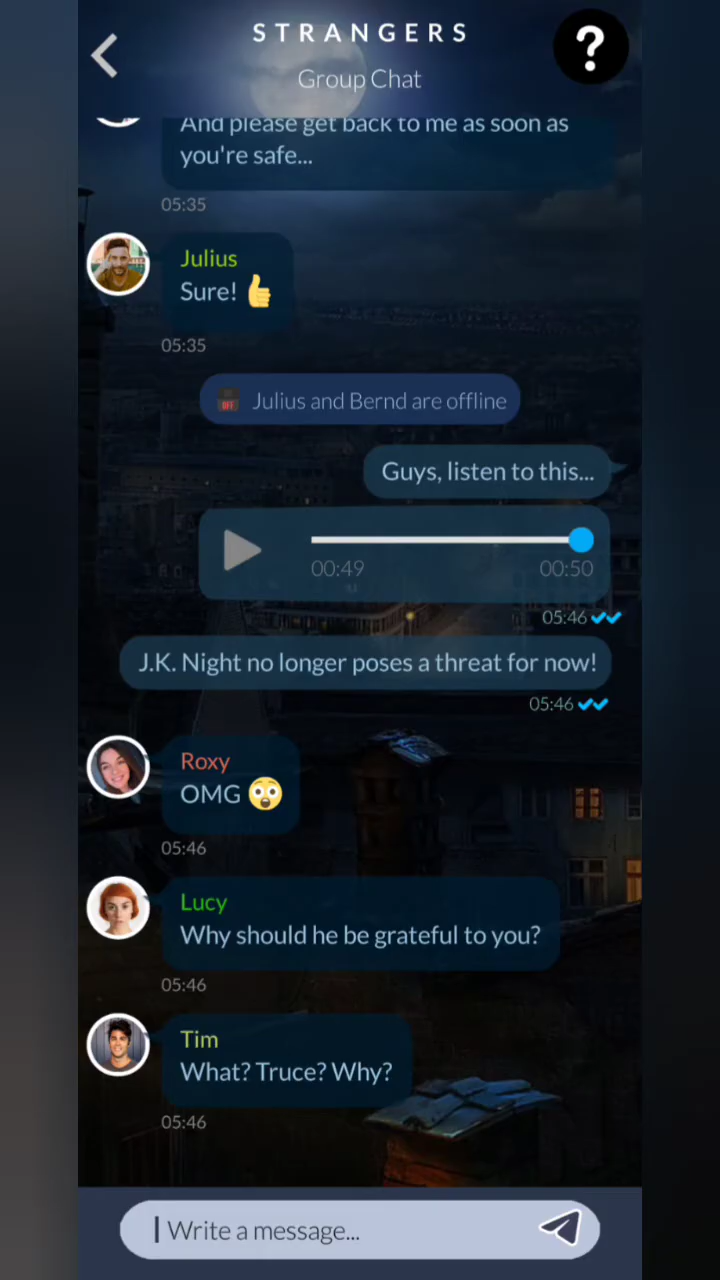 STRANGERS
?
Group Chat
And please get back to me as soon as
you're safe...
05:35
Julius
Sure! 👍
05:35
OFF Julius and Bernd are offline
Guys, listen to this...
00:49 00:50
05:46
J.K. Night no longer poses a threat for now!
05:46
Roxy
OMG 😲
05:46
Lucy
Why should he be grateful to you?
05:46
Tim
What? Truce? Why?
05:46
Write a message...